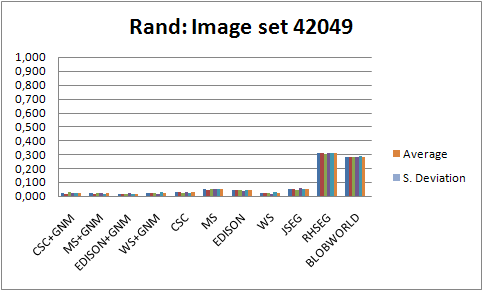 Rand: Image set 42049
1,000
0,900
0,800
0,700
0,600
0,500
0,400
0,300
0,200
0,100
0,000
CSC+GNM
MS+GNM
EDISON+GNM
WS+GNM
CSC
MS
EDISON
WS
JSEG
RHSEG
BLOBWORLD
Average
S. Deviation